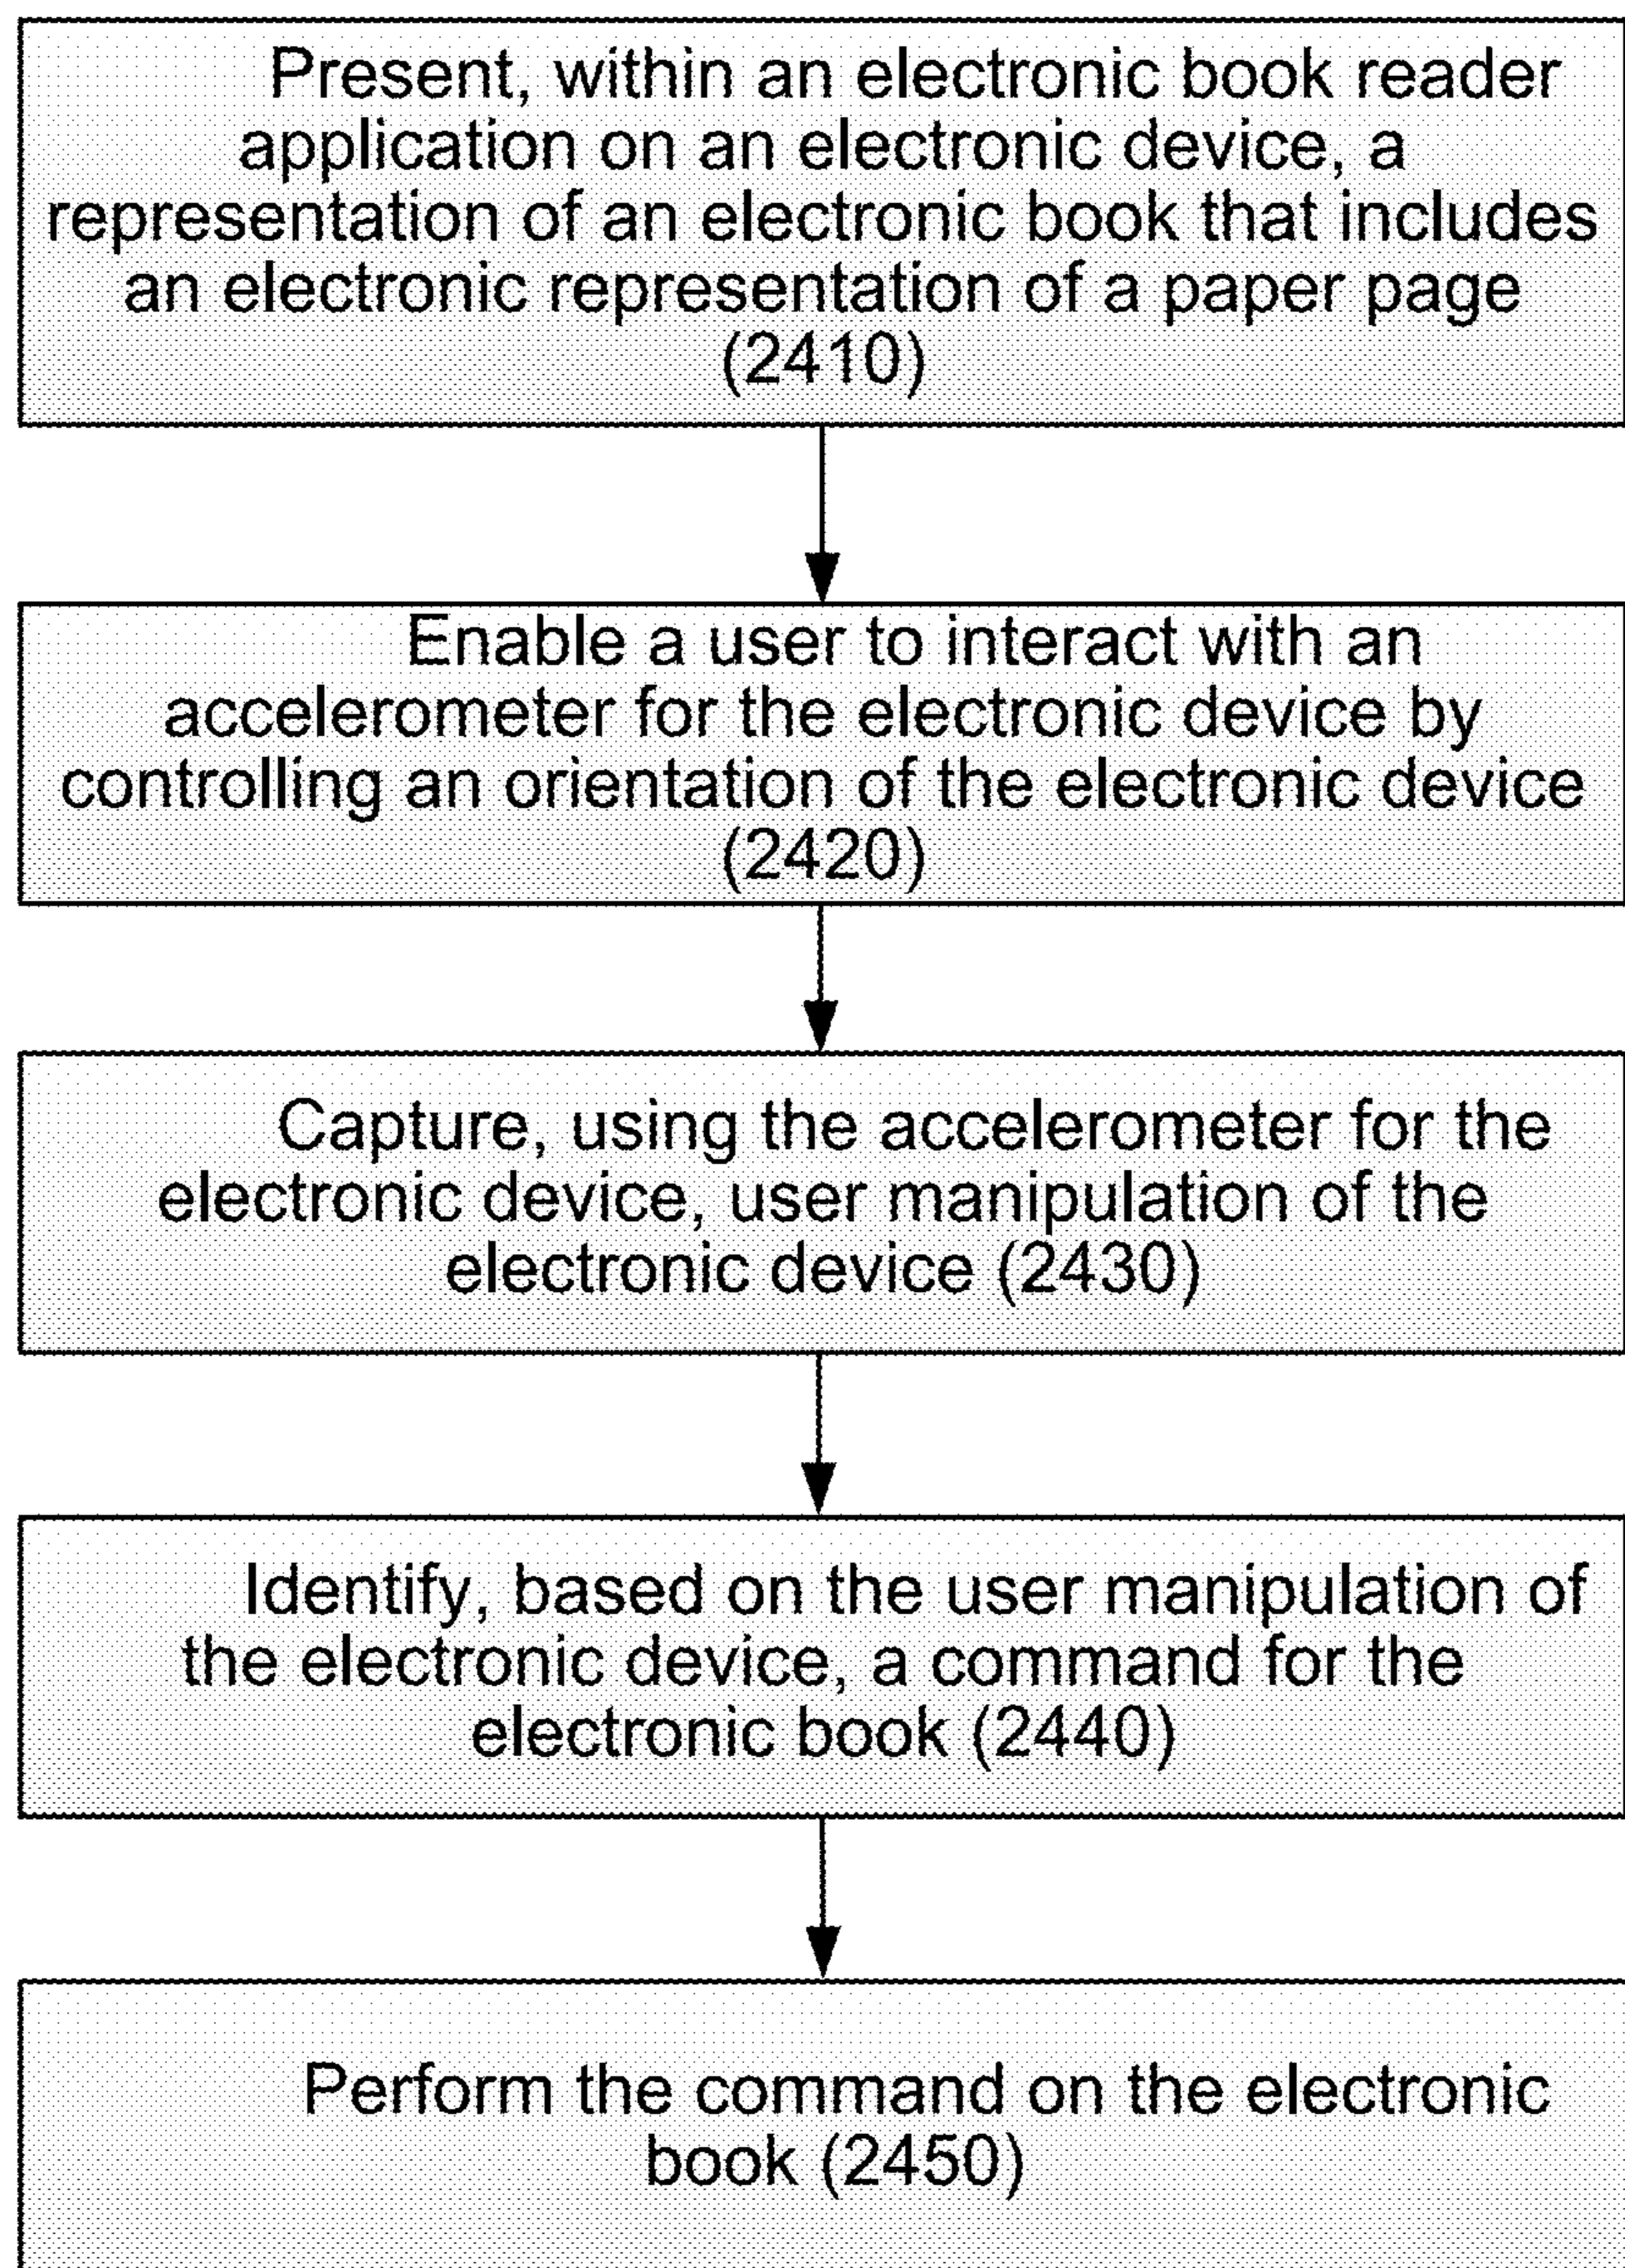 Present, within an electronic book reader
application on an electronic device, a
representation of an electronic book that includes
an electronic representation of a paper page
(2410)
Enable a user to interact with an
accelerometer for the electronic device by
controlling an orientation of the electronic device
(2420)
Capture, using the accelerometer for the
electronic device, user manipulation of the
electronic device (2430)
Identify, based on the user manipulation of
the electronic device, a command for the
electronic book (2440)
Perform the command on the electronic
book (2450)